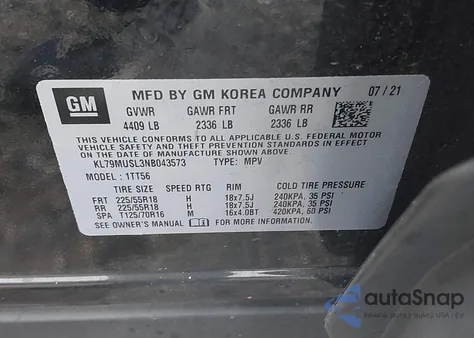 GM
MFD BY GM KOREA COMPANY 07/21
GVWR GAWR FRT GAWR RR
4409 LB 2336 LB 2336 LB
THIS VEHICLE CONFORMS TO ALL APPLICABLE U.S. FEDERAL MOTOR
VEHICLE SAFETY, BUMPER, AND THEFT PREVENTION STANDARDS IN
EFFECT ON THE DATE OF MANUFACTURE SHOWN ABOVE.
KL79MUSL3NB043573 TYPE: MPV
MODEL: 1TT56
TIRE SIZE SPEED RTG RIM COLD TIRE PRESSURE
FRT 225/55R18 H 18x7.5J 240KPA, 35 PSI
RR 225/55R18 H 18x7.5J 240KPA, 35 PSI
SPA T125/70R16 M 16x4.0BT 420KPA, 60 PSI
SEE OWNER'S MANUAL FOR MORE INFORMATION.
autoSnap